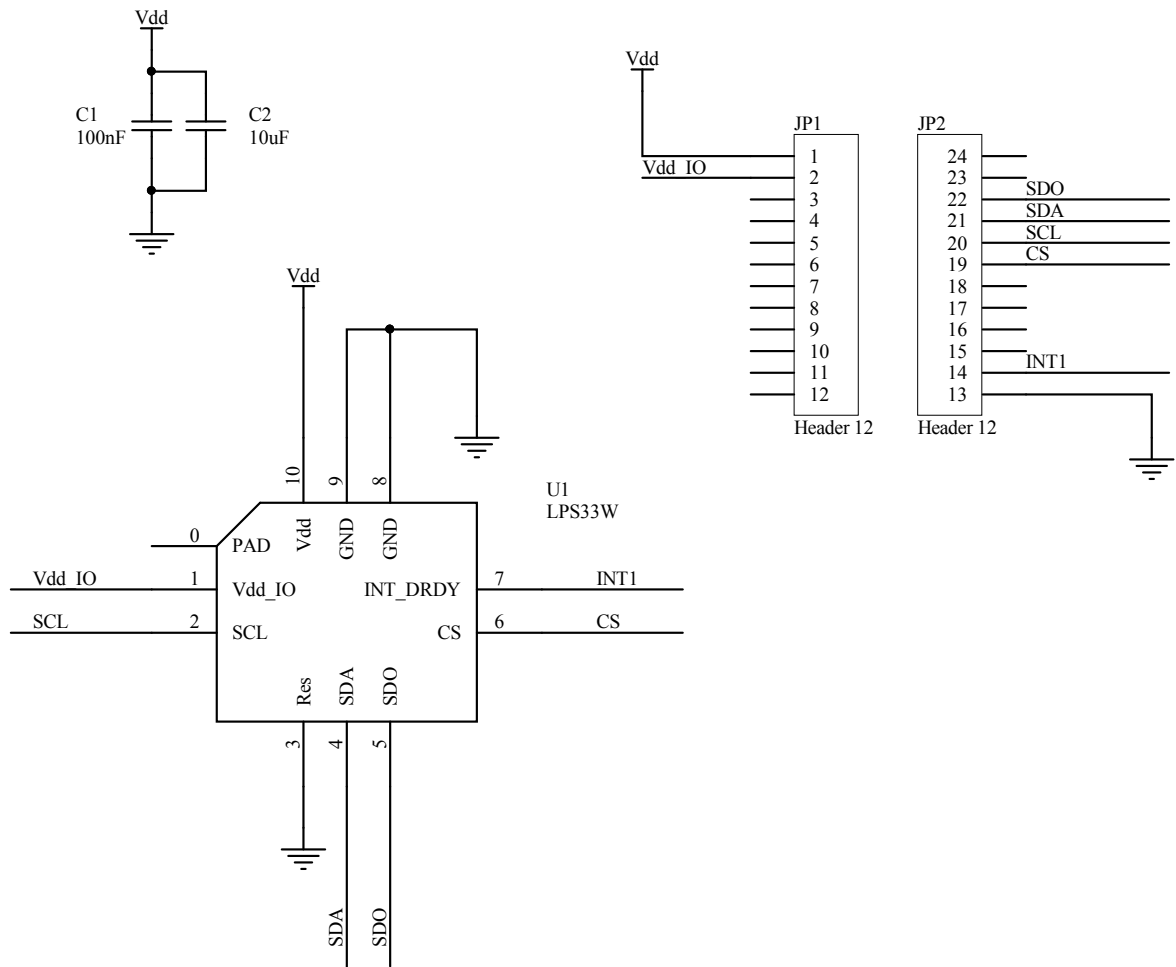 Vdd
C1
100nF
C2
10uF
Vdd
Vdd_IO
JP1
1
2
3
4
5
6
7
8
9
10
11
12
Header 12
JP2
24
23
22
21
20
19
18
17
16
15
14
13
Header 12
SDO
SDA
SCL
CS
INT1
Vdd
U1
LPS33W
10
9
8
Vdd
GND
GND
0
PAD
Vdd_IO
1
Vdd_IO
SCL
2
SCL
INT_DRDY
7
INT1
CS
6
CS
Res
SDA
SDO
3
4
5
SDA
SDO